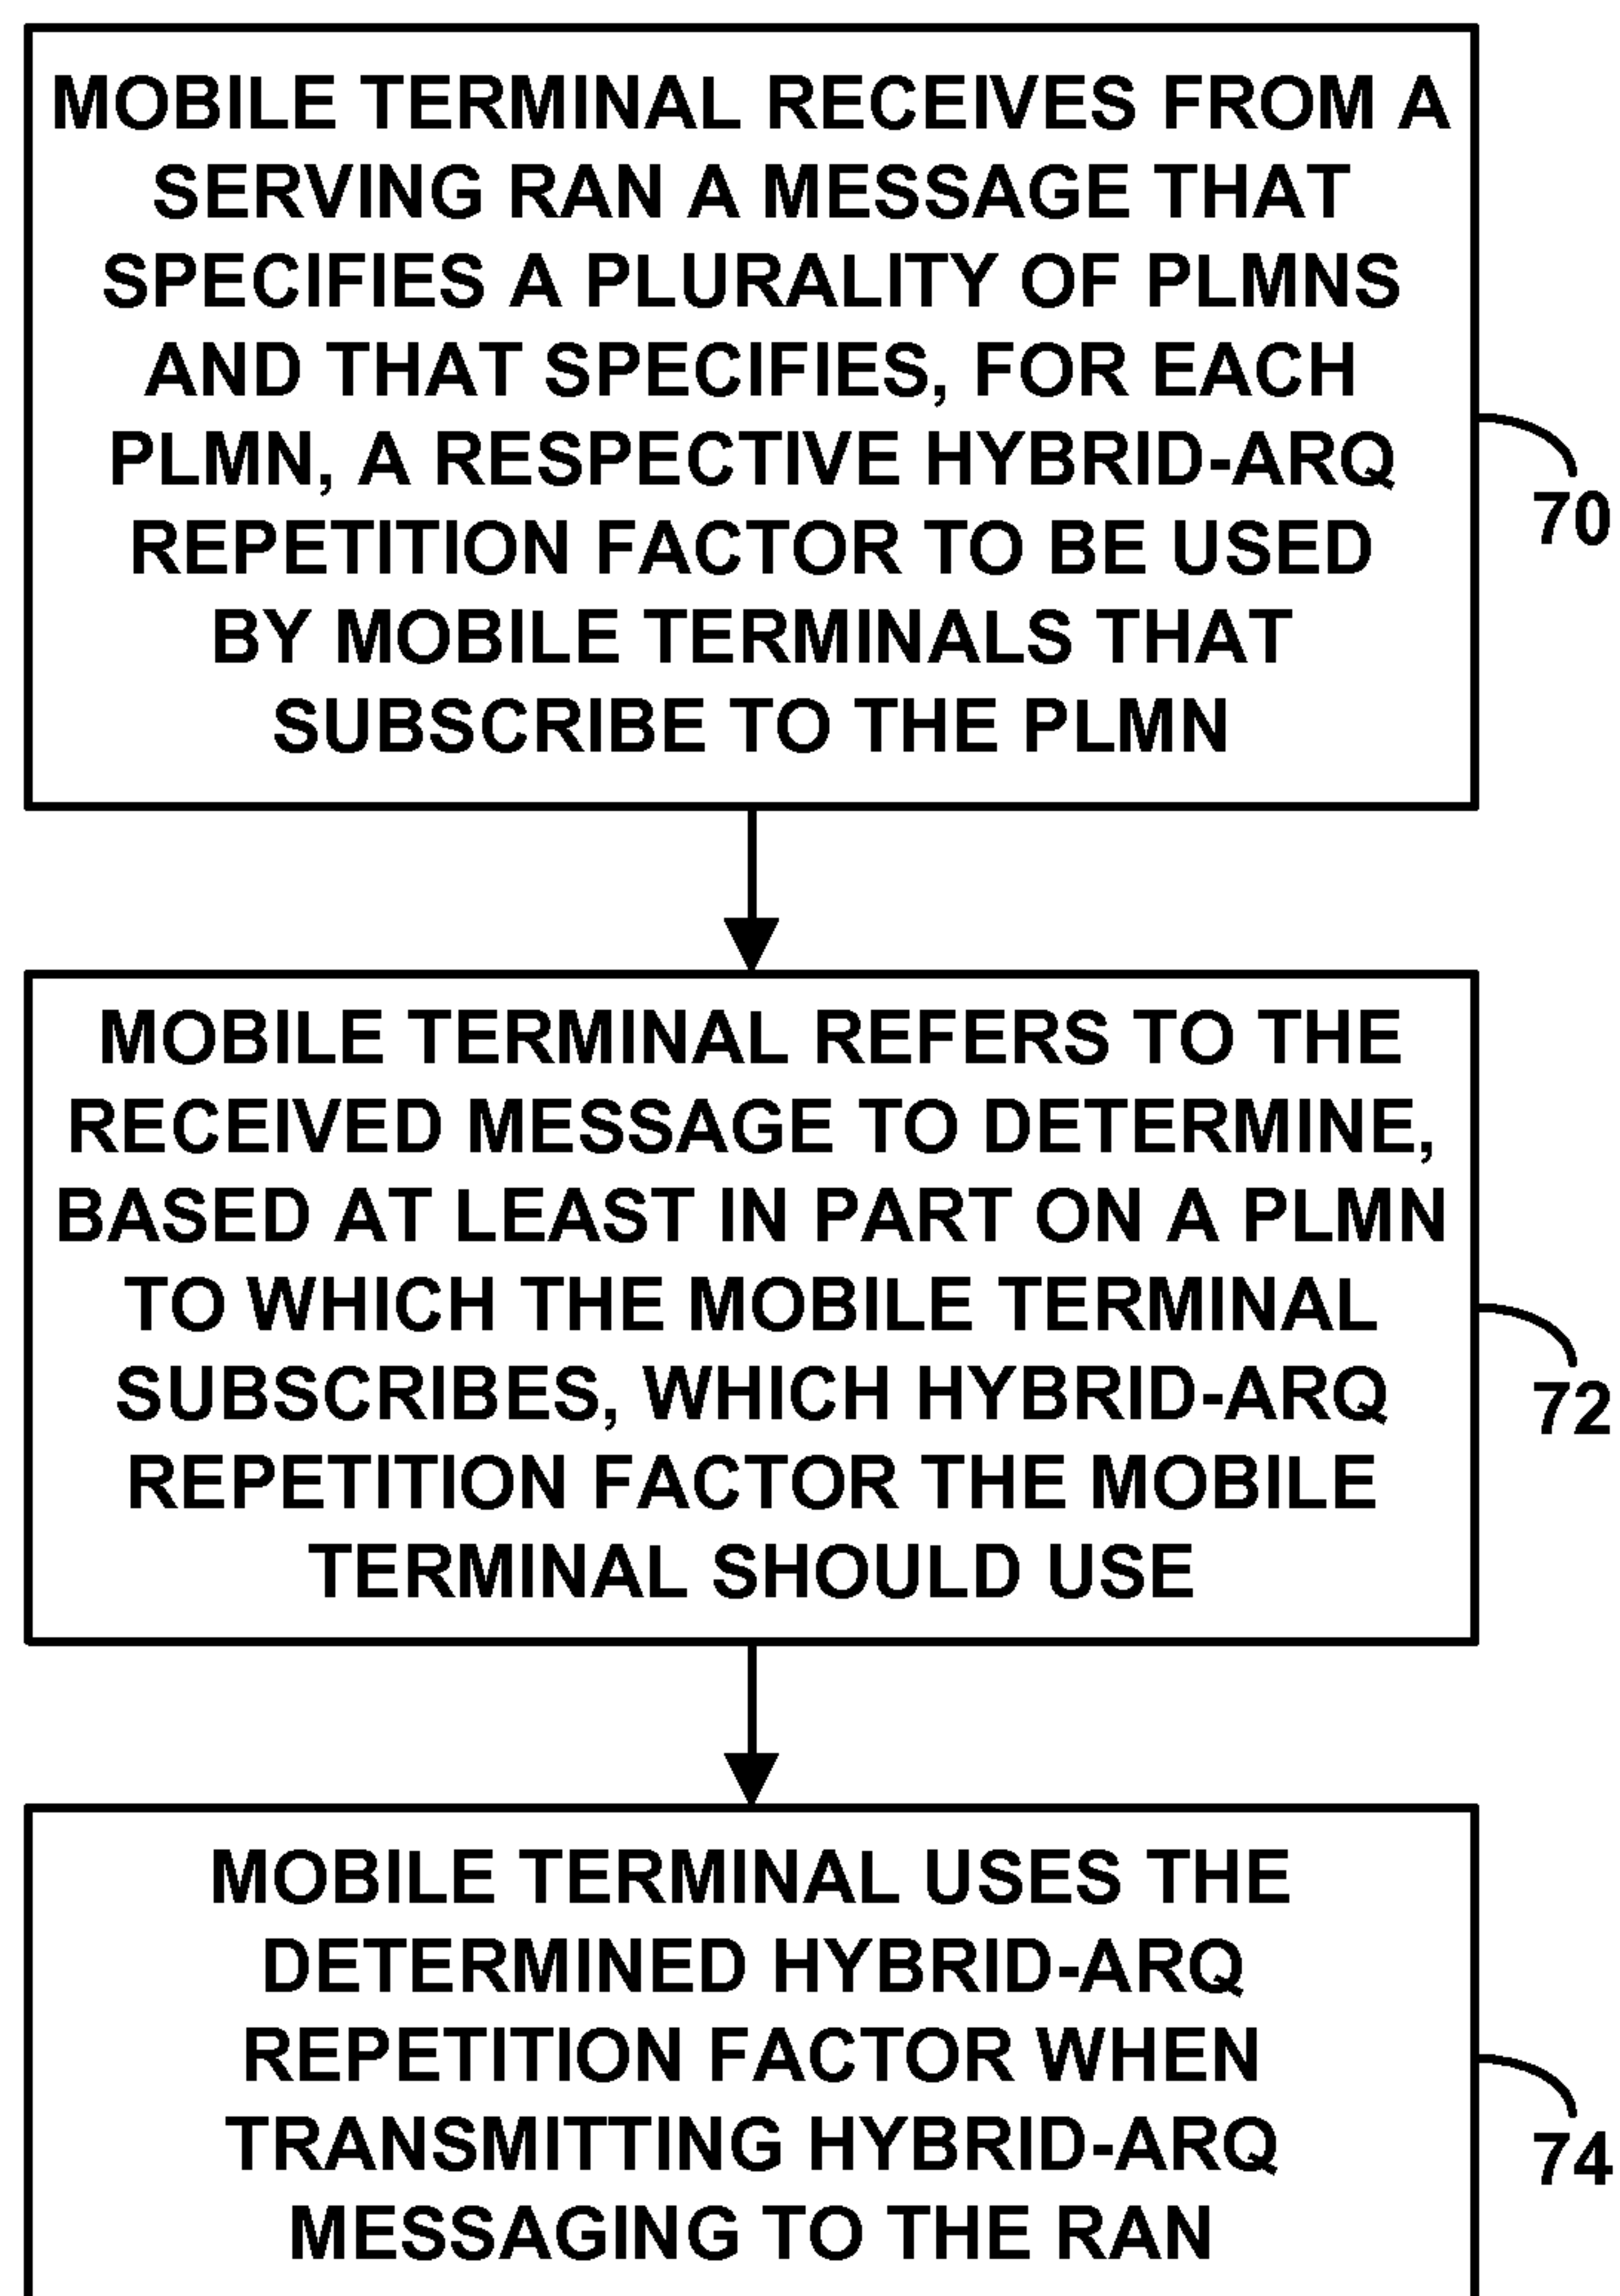 MOBILE TERMINAL RECEIVES FROM A
SERVING RAN A MESSAGE THAT
SPECIFIES A PLURALITY OF PLMNS
AND THAT SPECIFIES, FOR EACH
PLMN, A RESPECTIVE HYBRID-ARQ
REPETITION FACTOR TO BE USED
BY MOBILE TERMINALS THAT
SUBSCRIBE TO THE PLMN
70
MOBILE TERMINAL REFERS TO THE
RECEIVED MESSAGE TO DETERMINE,
BASED AT LEAST IN PART ON A PLMN
TO WHICH THE MOBILE TERMINAL
SUBSCRIBES, WHICH HYBRID-ARQ
REPETITION FACTOR THE MOBILE
TERMINAL SHOULD USE
72
MOBILE TERMINAL USES THE
DETERMINED HYBRID-ARQ
REPETITION FACTOR WHEN
TRANSMITTING HYBRID-ARQ
MESSAGING TO THE RAN
74